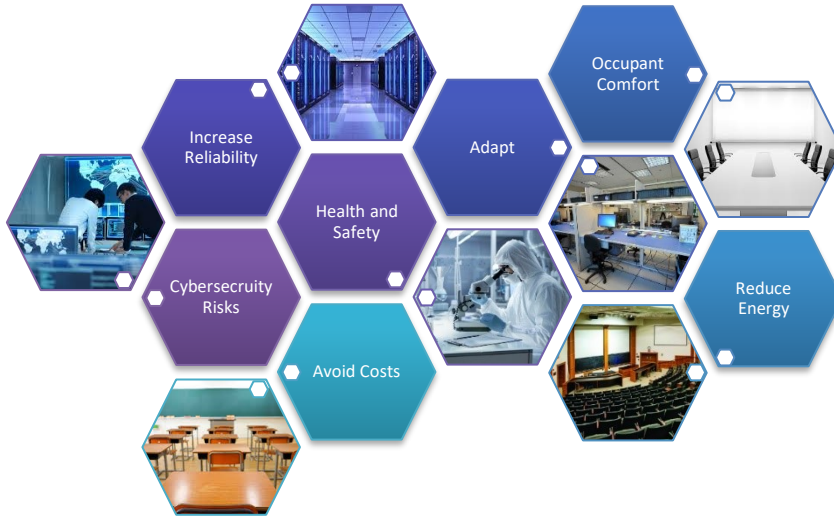 Occupant
Comfort
Increase
Reliability
Adapt
Health and
Safety
Cybersecruity
Risks
Reduce
Energy
Avoid Costs